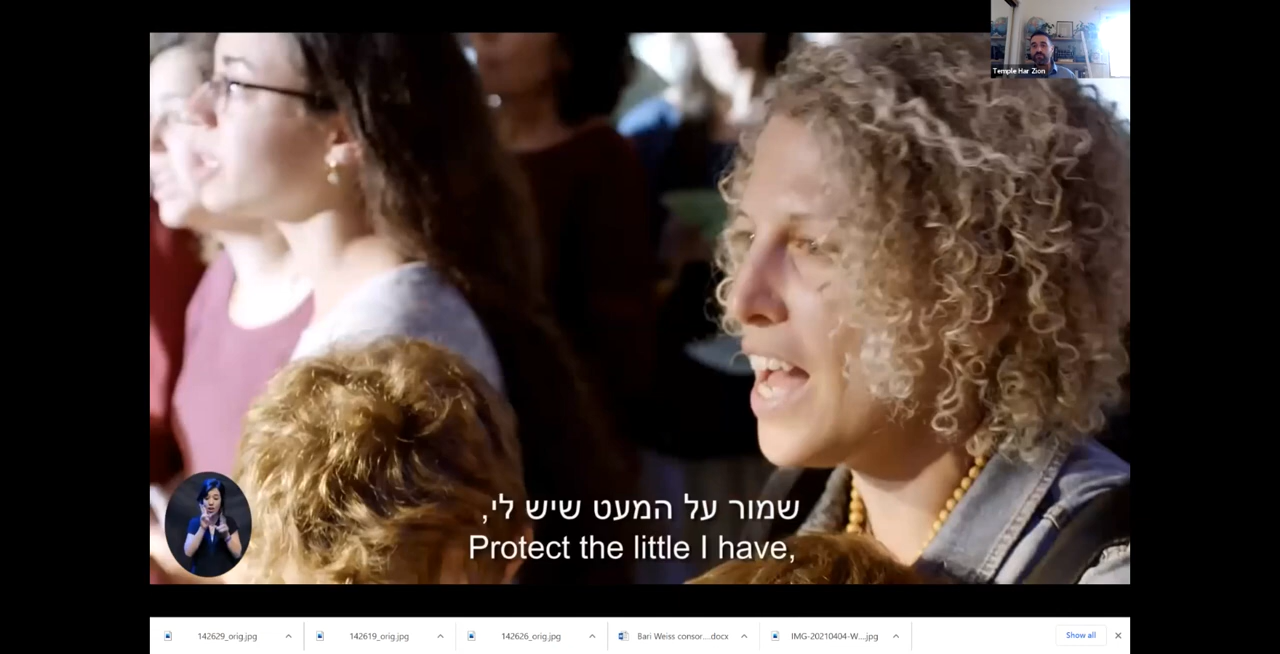 Temple Har Zion
שמור על המעט שיש לי,
Protect the little I have,
142629_orig.jpg
142619_orig.jpg
142626_orig.jpg
Bari Weiss consor....docx
IMG-20210404-W....jpg
Show all